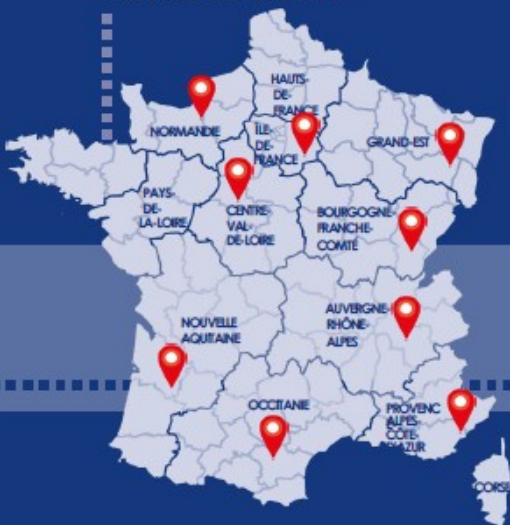 HAUTS-
DE-
FRANCE
NORMANDIE
ÎLE-
DE-
FRANCE
GRAND-EST
PAYS-
DE-
LA-LOIRE
CENTRE-
VAL-
DE-LOIRE
BOURGOGNE-
FRANCHE-
COMTÉ
NOUVELLE
AQUITAINE
AUVERGNE-
RHÔNE-
ALPES
OCCITANIE
PROVENC
ALPES-
CÔTE-
D'AZUR
CORSE